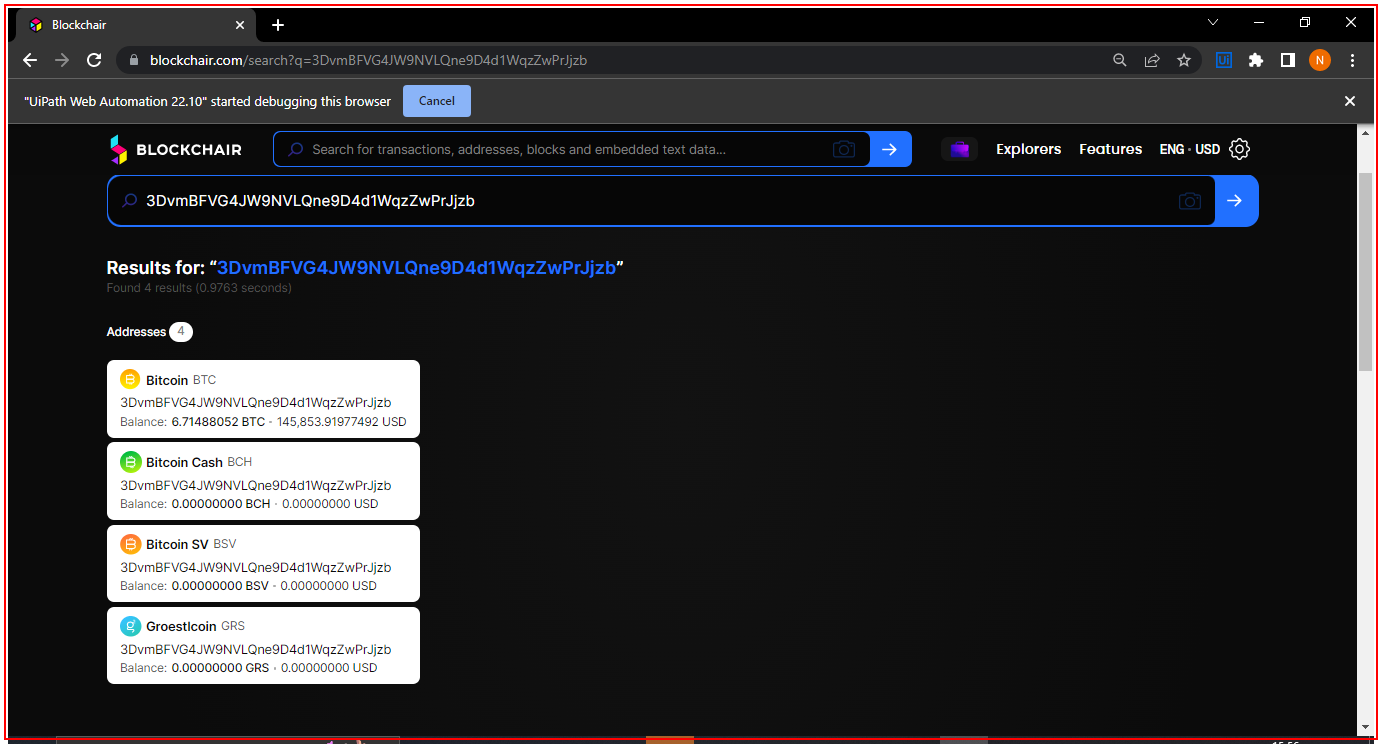 Blockchair
blockchair.com/search?q=3DvmBFVG4JW9NVLQne9D4d1WqzZwPrJjzb
Ui
N
"UiPath Web Automation 22.10" started debugging this browser
Cancel
BLOCKCHAIR
Search for transactions, addresses, blocks and embedded text data...
Explorers
Features
ENG · USD
3DvmBFVG4JW9NVLQne9D4d1WqzZwPrJjzb
Results for: “3DvmBFVG4JW9NVLQne9D4d1WqzZwPrJjzb”
Found 4 results (0.9763 seconds)
Addresses 4
Bitcoin BTC
3DvmBFVG4JW9NVLQne9D4d1WqzZwPrJjzb
Balance: 6.71488052 BTC · 145,853.91977492 USD
Bitcoin Cash BCH
3DvmBFVG4JW9NVLQne9D4d1WqzZwPrJjzb
Balance: 0.00000000 BCH · 0.00000000 USD
Bitcoin SV BSV
3DvmBFVG4JW9NVLQne9D4d1WqzZwPrJjzb
Balance: 0.00000000 BSV · 0.00000000 USD
Groestlcoin GRS
3DvmBFVG4JW9NVLQne9D4d1WqzZwPrJjzb
Balance: 0.00000000 GRS · 0.00000000 USD